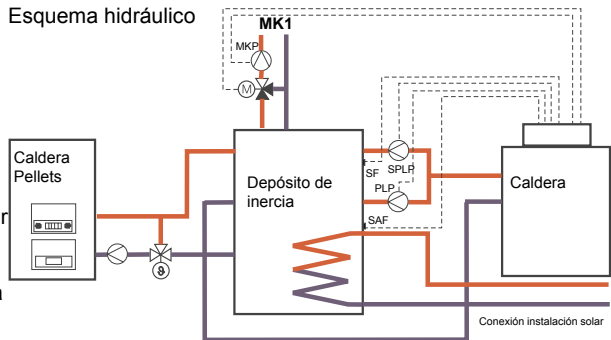 Esquema hidráulico
MK1
MKP
M
Caldera
Pellets
Depósito de
inercia
SF
SPLP
PLP
SAF
Caldera
r
a
ϑ
Conexión instalación solar